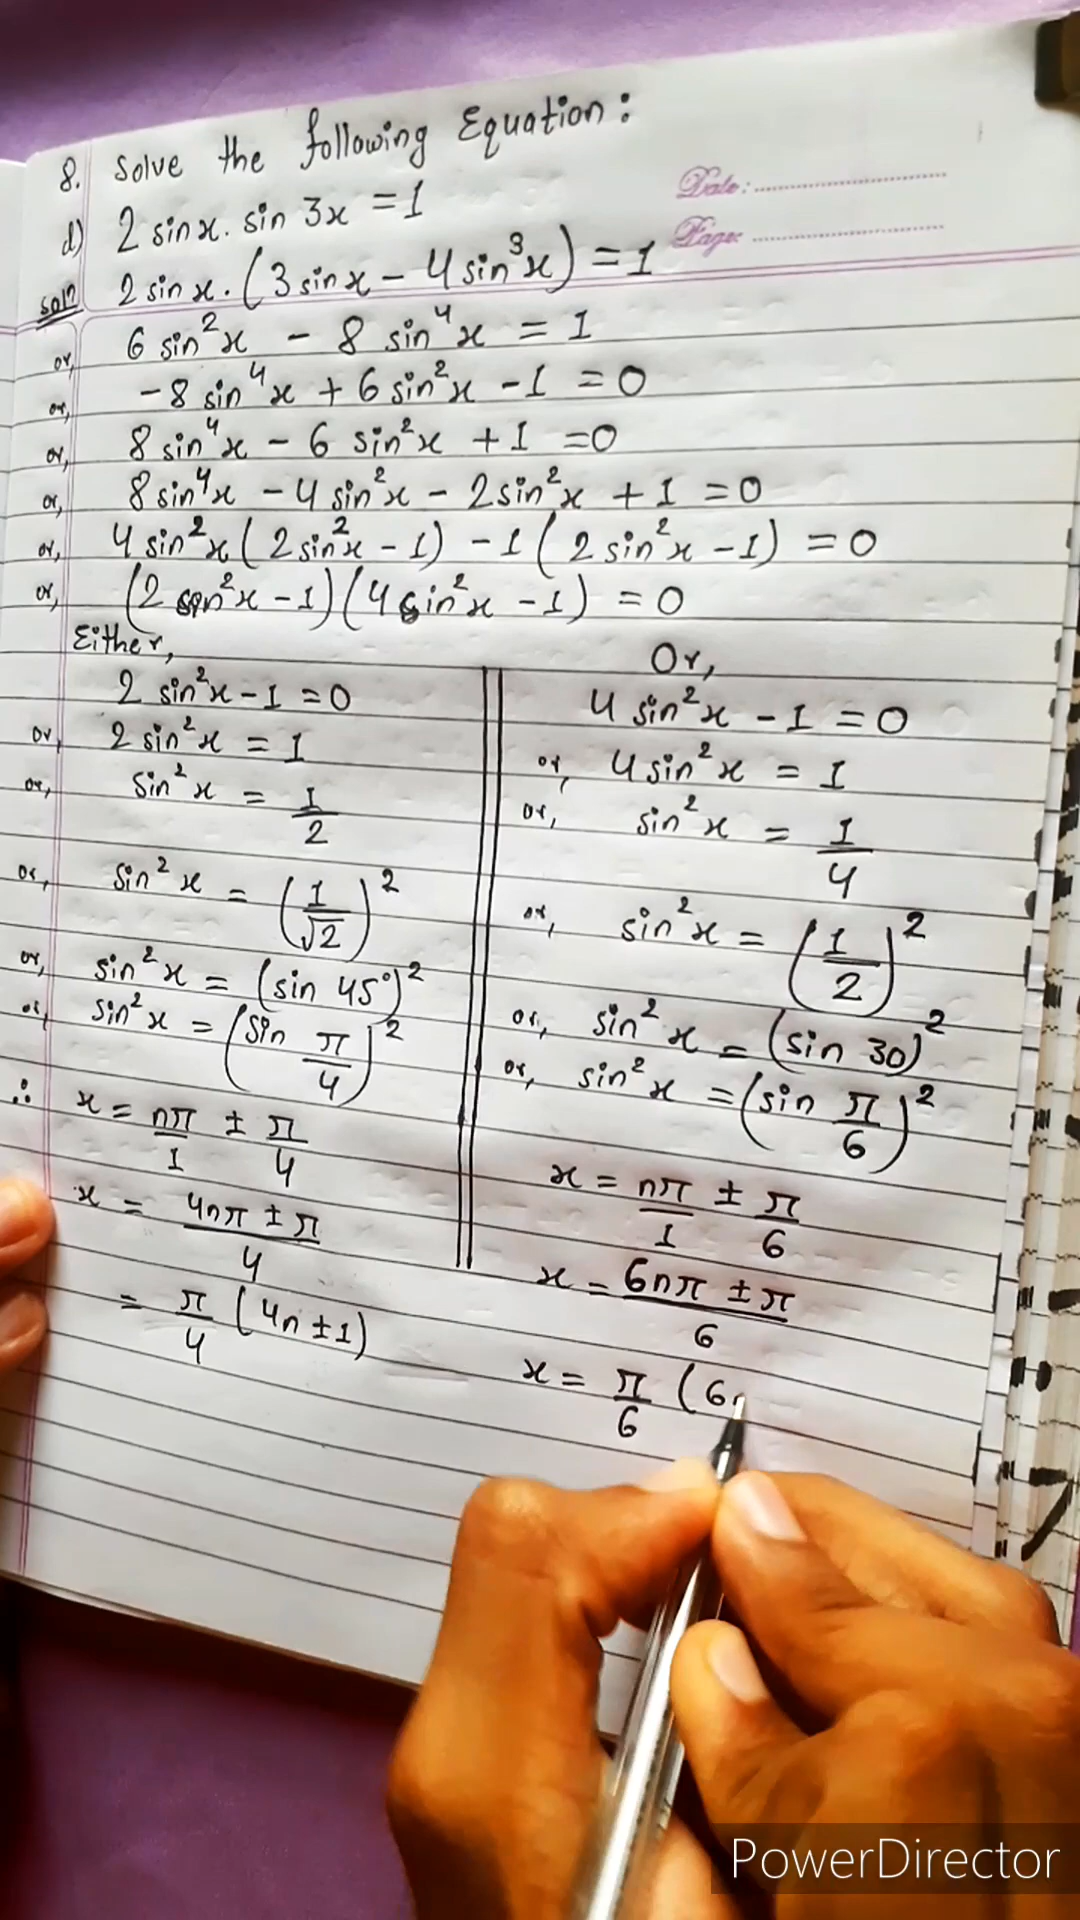 8. Solve the following Equation:
Date:
d) 2 sinx. sin 3x = 1
Page:
soln 2 sin x. (3 sin x - 4 sin³x) = 1
or, 6 sin²x - 8 sin⁴x = 1
or, -8 sin⁴x + 6 sin²x - 1 = 0
or, 8 sin⁴x - 6 sin²x + 1 = 0
or, 8 sin⁴x - 4 sin²x - 2 sin²x + 1 = 0
or, 4 sin²x (2 sin²x - 1) - 1 (2 sin²x - 1) = 0
or, (2 sin²x - 1)(4 sin²x - 1) = 0
Either,
2 sin²x - 1 = 0
or, 2 sin²x = 1
or, sin²x = 1/2
or, sin²x = (1/√2)²
or, sin²x = (sin 45°)²
or, sin²x = (sin π/4)²
∴ x = nπ/1 ± π/4
x = 4nπ ± π/4
= π/4 (4n ± 1)
Or,
4 sin²x - 1 = 0
or, 4 sin²x = 1
or, sin²x = 1/4
or, sin²x = (1/2)²
or, sin²x = (sin 30)²
or, sin²x = (sin π/6)²
x = nπ/1 ± π/6
x = 6nπ ± π/6
x = π/6 (6
PowerDirector